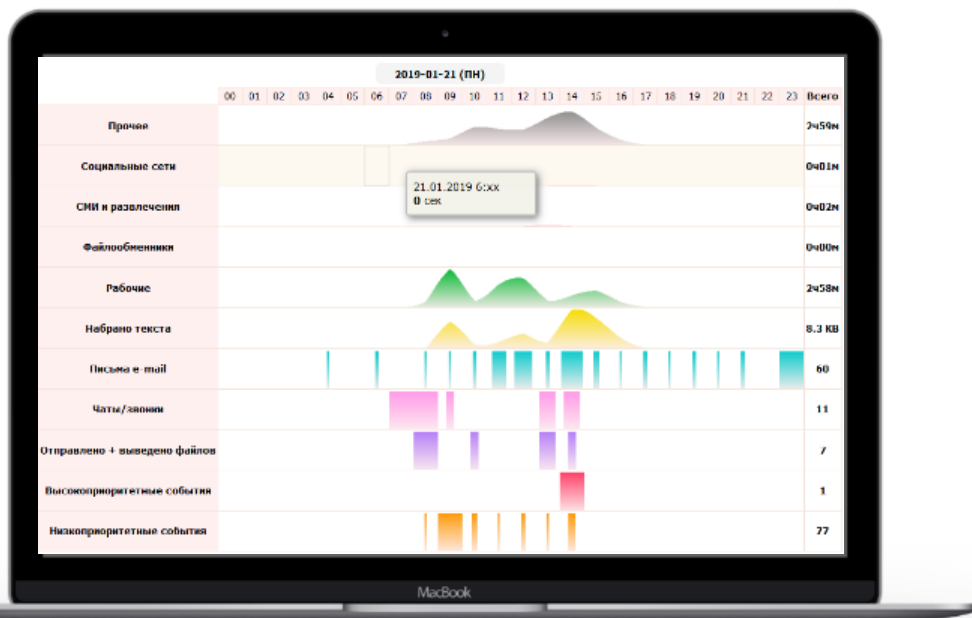 2019-01-21 (ПН)
00 01 02 03 04 05 06 07 08 09 10 11 12 13 14 15 16 17 18 19 20 21 22 23 Всего
Прочее 2ч59м
Социальные сети 0ч01м
21.01.2019 6:xx
0 сек
СМИ и развлечения 0ч02м
Файлообменники 0ч00м
Рабочие 2ч58м
Набрано текста 8.3 KB
Письма e-mail 60
Чаты/звонки 11
Отправлено + выведено файлов 7
Высокоприоритетные события 1
Низкоприоритетные события 77
MacBook